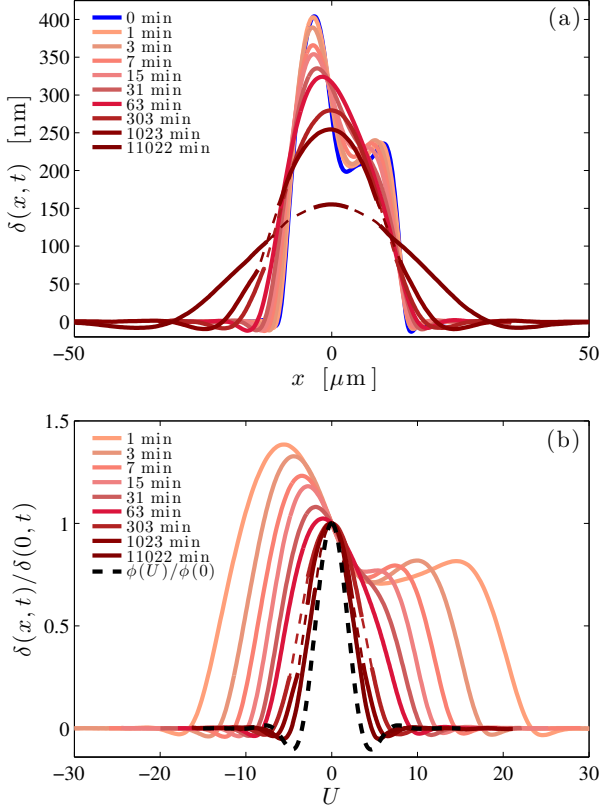 (a)
400
350
300
250
200
150
100
50
0
δ(x, t) [nm]
0 min
1 min
3 min
7 min
15 min
31 min
63 min
303 min
1023 min
11022 min
−50
0
50
x [μm]
(b)
1.5
1
0.5
0
δ(x, t)/δ(0, t)
1 min
3 min
7 min
15 min
31 min
63 min
303 min
1023 min
11022 min
ϕ(U)/ϕ(0)
−30
−20
−10
0
10
20
30
U